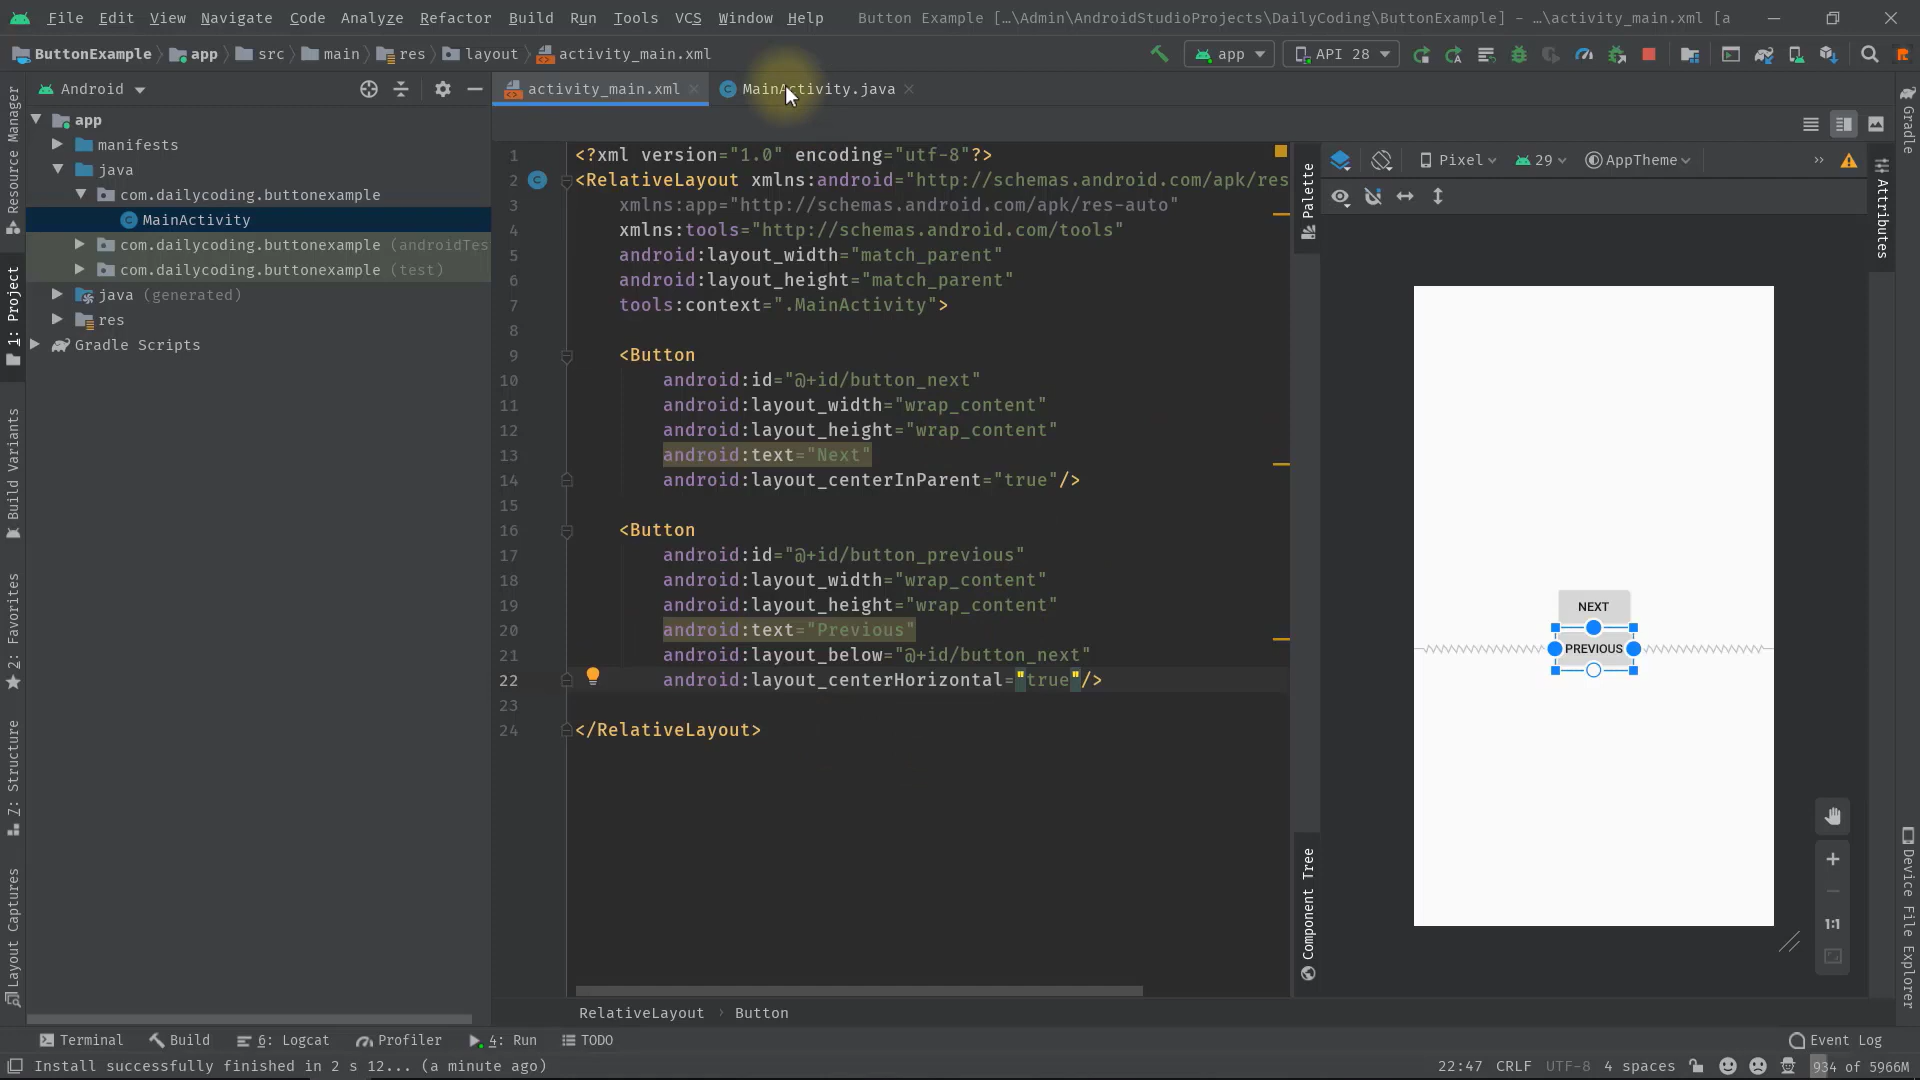 File Edit View Navigate Code Analyze Refactor Build Run Tools VCS Window Help Button Example […\Admin\AndroidStudioProjects\DailyCoding\ButtonExample] - …\activity_main.xml [a
ButtonExample app src main res layout activity_main.xml app API 28
Android
activity_main.xml MainActivity.java
app
manifests
java
com.dailycoding.buttonexample
MainActivity
com.dailycoding.buttonexample (androidTes
com.dailycoding.buttonexample (test)
java (generated)
res
Gradle Scripts
Resource Manager
1: Project
Build Variants
2: Favorites
7: Structure
Layout Captures
1 <?xml version="1.0" encoding="utf-8"?>
2 <RelativeLayout xmlns:android="http://schemas.android.com/apk/res
3 xmlns:app="http://schemas.android.com/apk/res-auto"
4 xmlns:tools="http://schemas.android.com/tools"
5 android:layout_width="match_parent"
6 android:layout_height="match_parent"
7 tools:context=".MainActivity">
8
9 <Button
10 android:id="@+id/button_next"
11 android:layout_width="wrap_content"
12 android:layout_height="wrap_content"
13 android:text="Next"
14 android:layout_centerInParent="true"/>
15
16 <Button
17 android:id="@+id/button_previous"
18 android:layout_width="wrap_content"
19 android:layout_height="wrap_content"
20 android:text="Previous"
21 android:layout_below="@+id/button_next"
22 android:layout_centerHorizontal="true"/>
23
24 </RelativeLayout>
RelativeLayout › Button
Palette
Component Tree
Pixel 29 AppTheme »
NEXT
PREVIOUS
1:1
Gradle
Attributes
Device File Explorer
Terminal Build 6: Logcat Profiler 4: Run TODO Event Log
Install successfully finished in 2 s 12... (a minute ago) 22:47 CRLF UTF-8 4 spaces 934 of 5966M